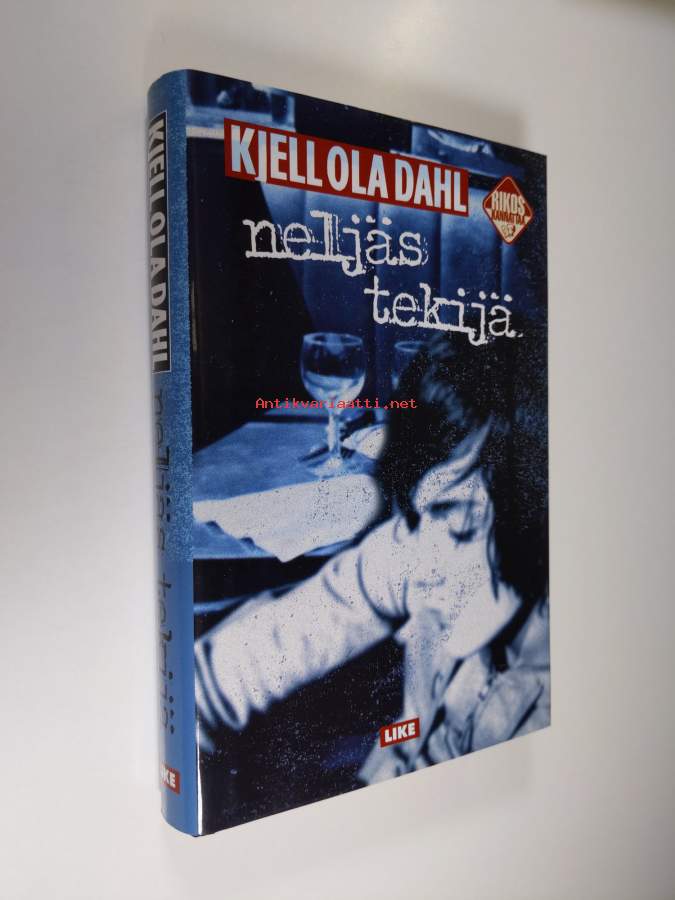 KJELL OLA DAHL
neljäs
tekijä
RIKOS
KANNATTAA
Antikvariaatti.net
LIKE
KJELL OLA DAHL
neljäs tekijä
LIKE